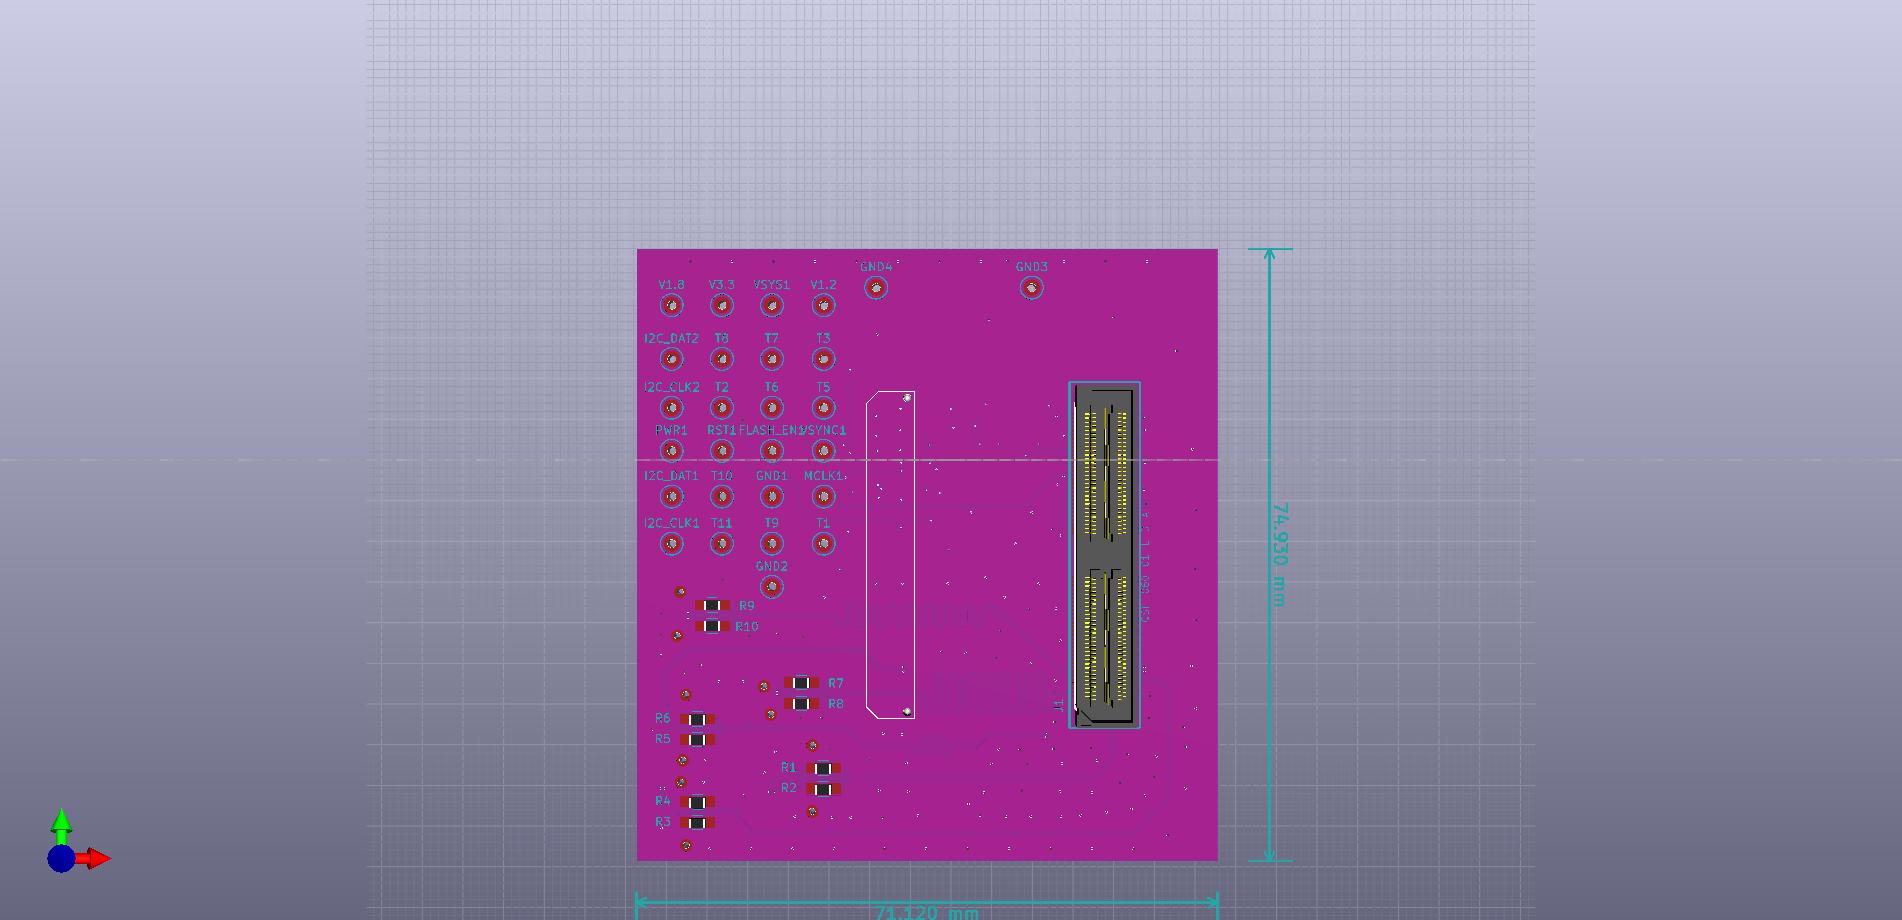 GND4 GND3
V1.8 V3.3 VSYS1 V1.2
I2C_DAT2 T8 T7 T3
I2C_CLK2 T2 T6 T5
PWR1 RST1 FLASH_EN1 VSYNC1
I2C_DAT1 T10 GND1 MCLK1
I2C_CLK1 T11 T9 T1
GND2
74.930 mm
R9
R10
R7
R8
J1
R6
R5
R1
R2
R4
R3
71.120 mm